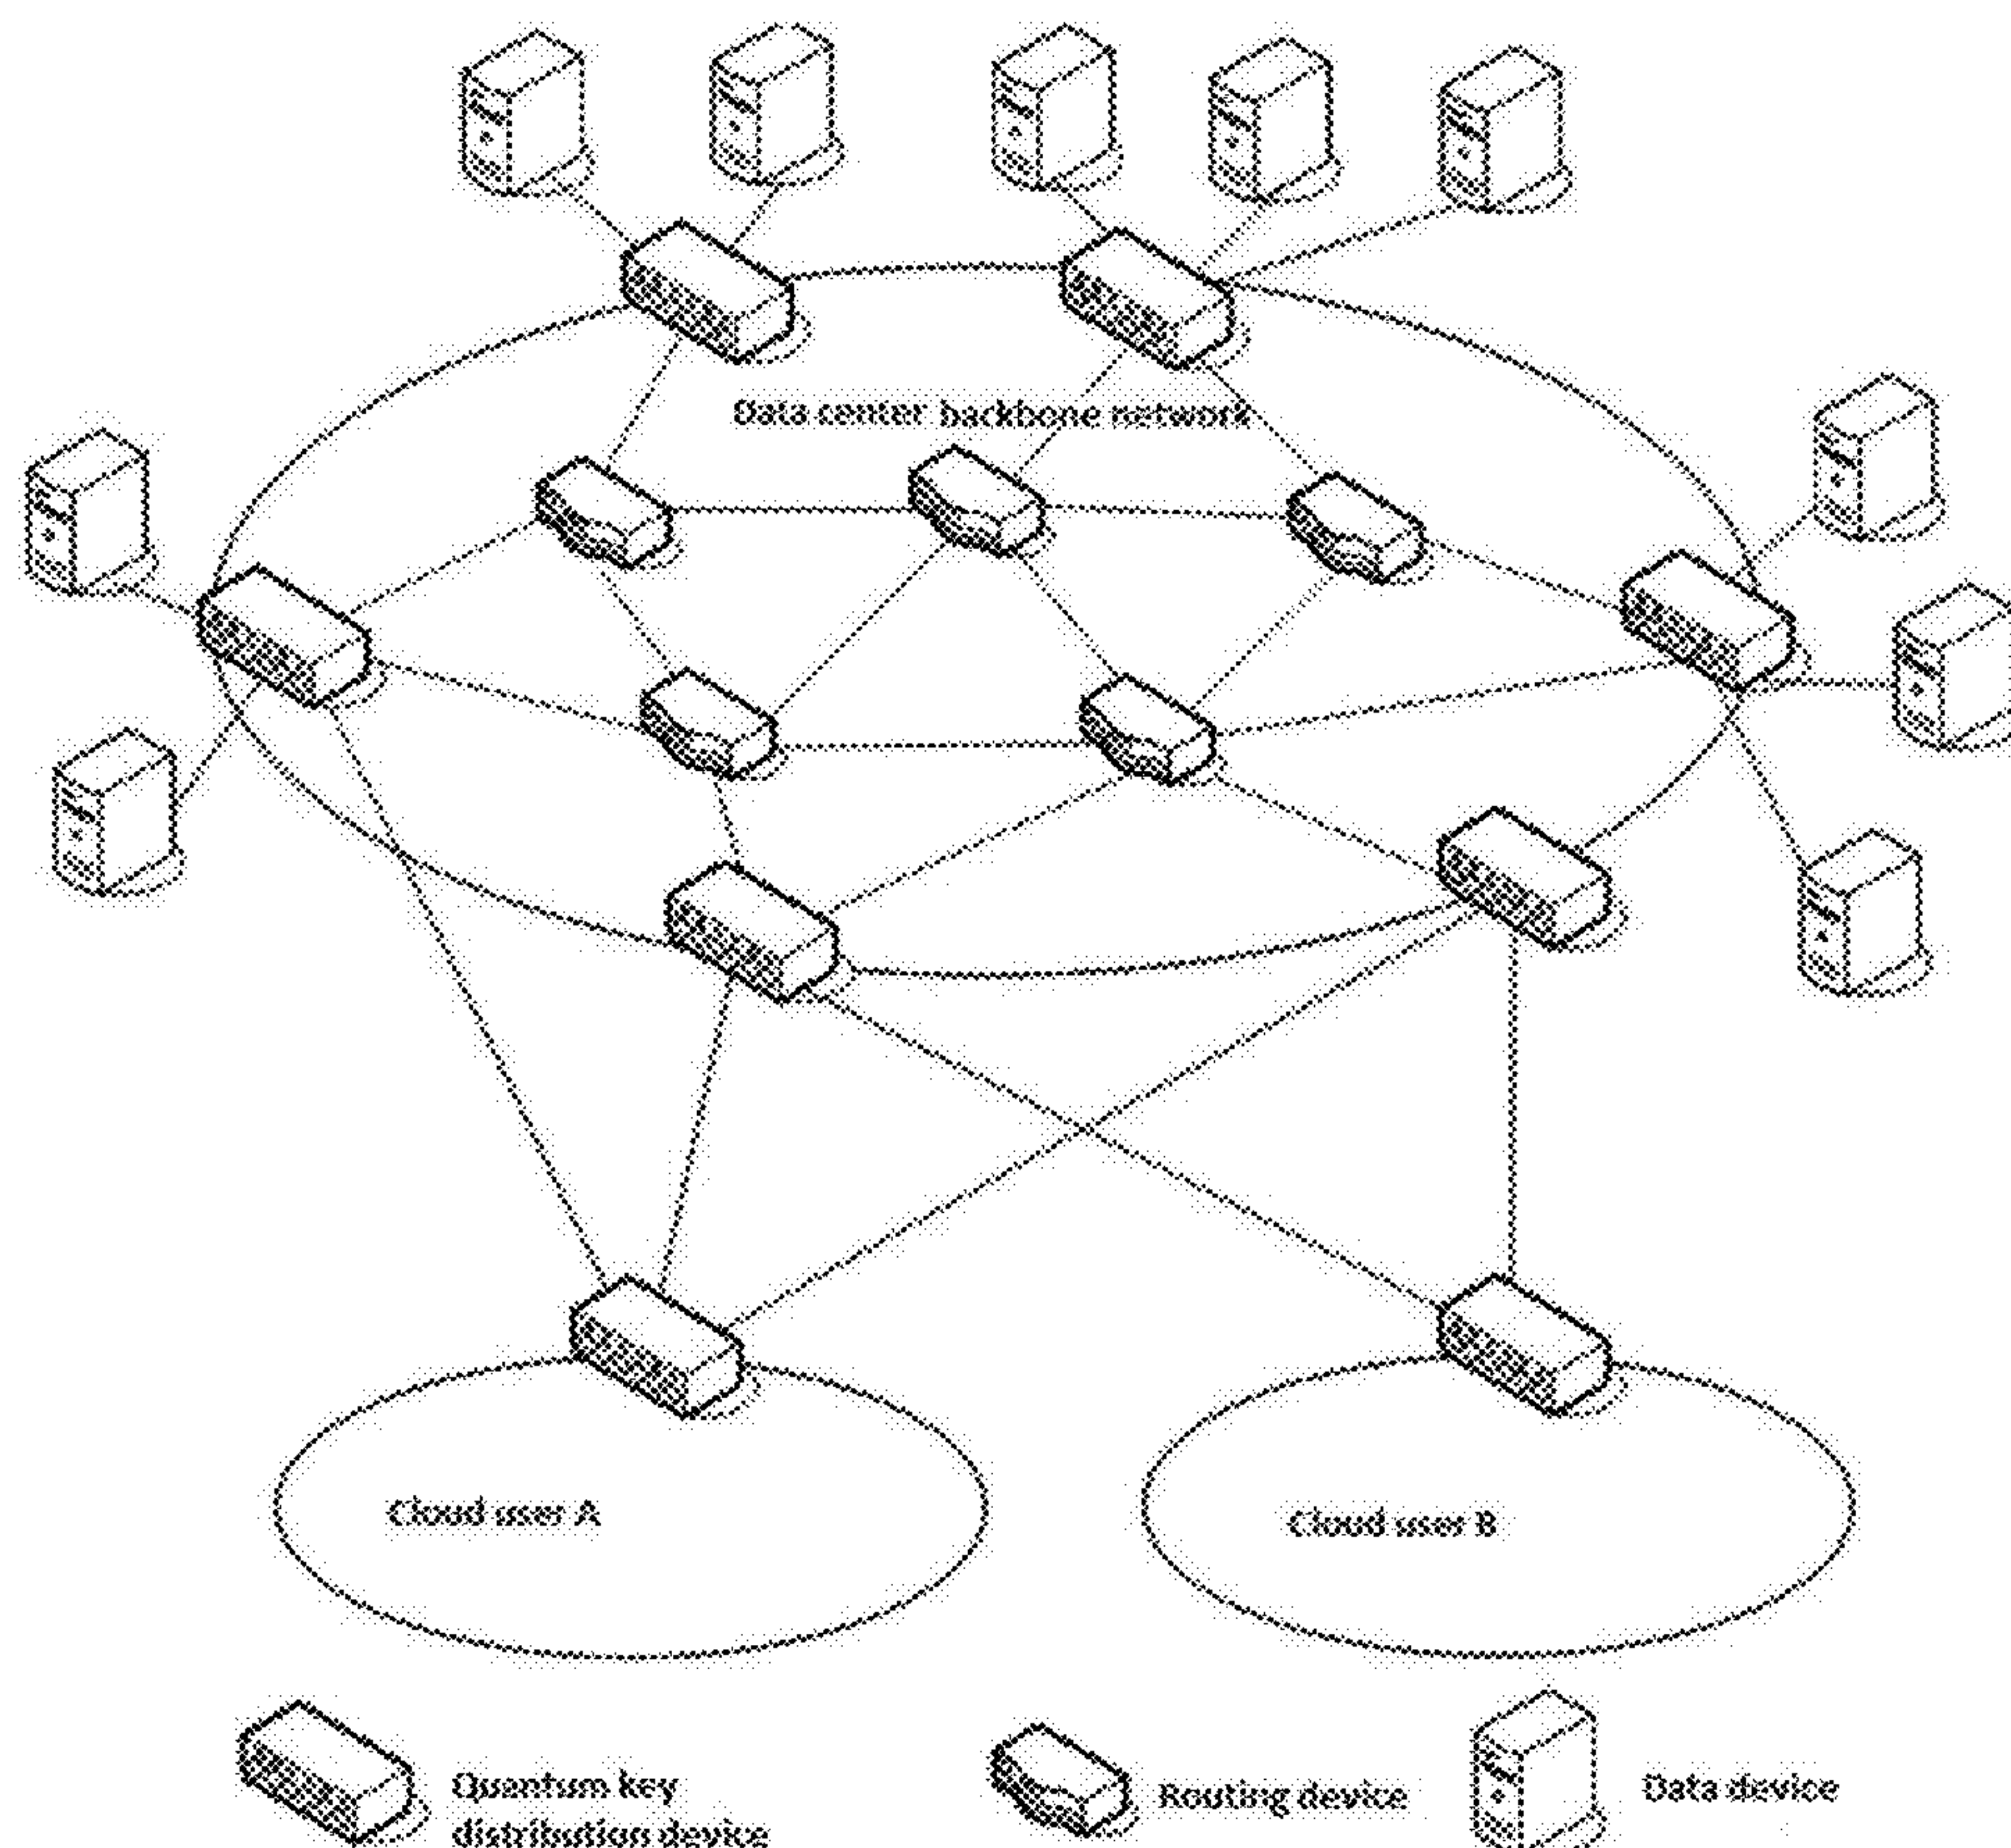 Data center backbone network
Cloud user A
Cloud user B
Quantum key
distribution device
Routing device
Data device